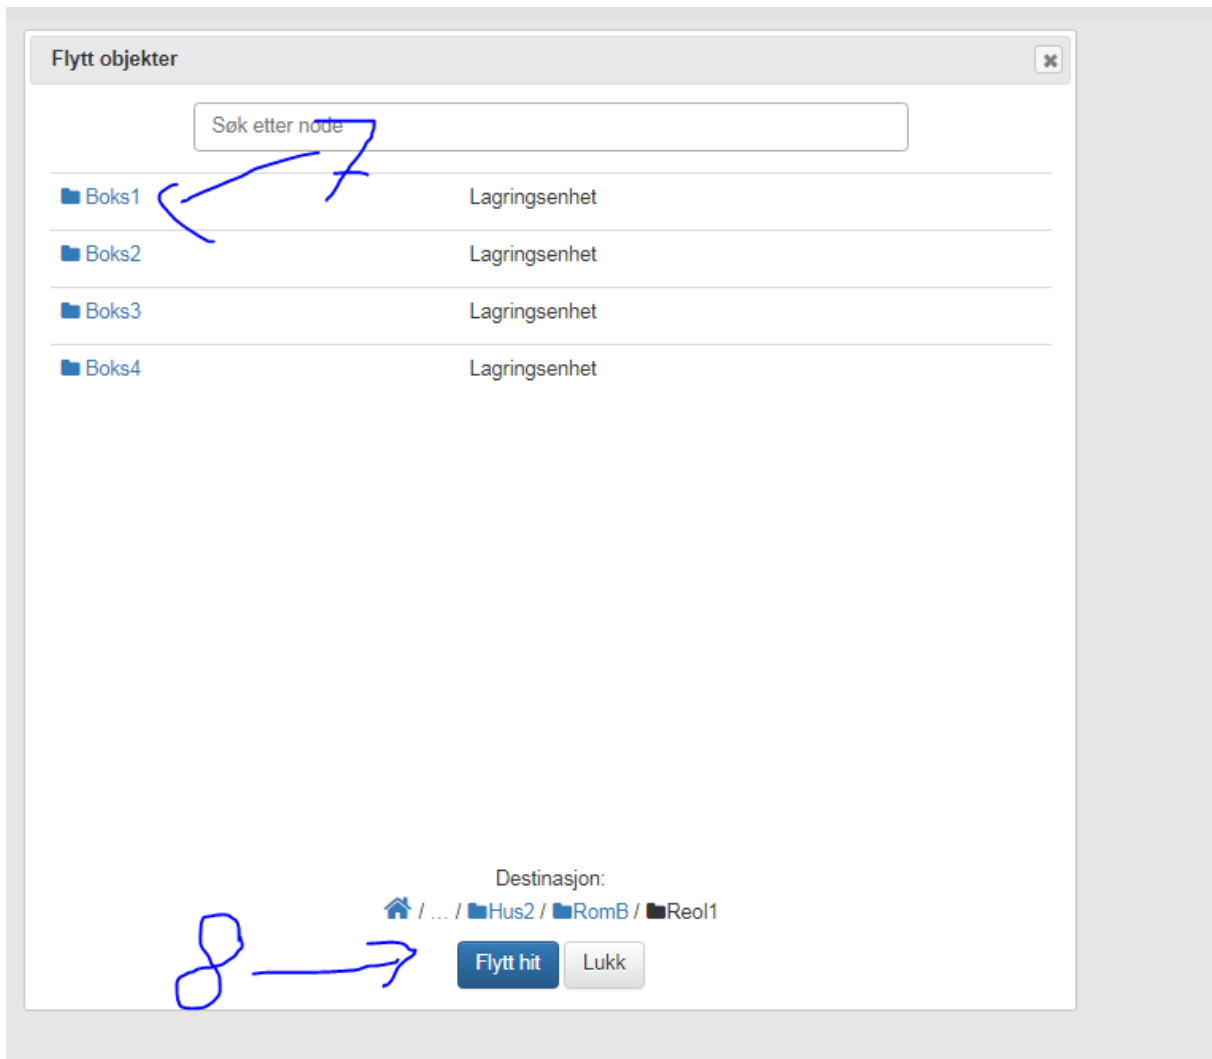 Flytt objekter
Søk etter node
7
Boks1 Lagringsenhet
Boks2 Lagringsenhet
Boks3 Lagringsenhet
Boks4 Lagringsenhet
Destinasjon:
/ ... / Hus2 / RomB / Reol1
8
Flytt hit Lukk